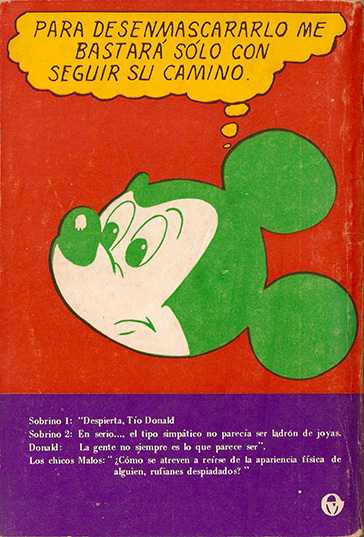 PARA DESENMASCARARLO ME
BASTARÁ SÓLO CON
SEGUIR SU CAMINO.
Sobrino 1: "Despierta, Tío Donald
Sobrino 2: En serio..., el tipo simpático no parecía ser ladrón de joyas.
Donald: La gente no siempre es lo que parece ser".
Los chicos Malos: "¿Cómo se atreven a reírse de la apariencia física de
alguien, rufianes despiadados? "